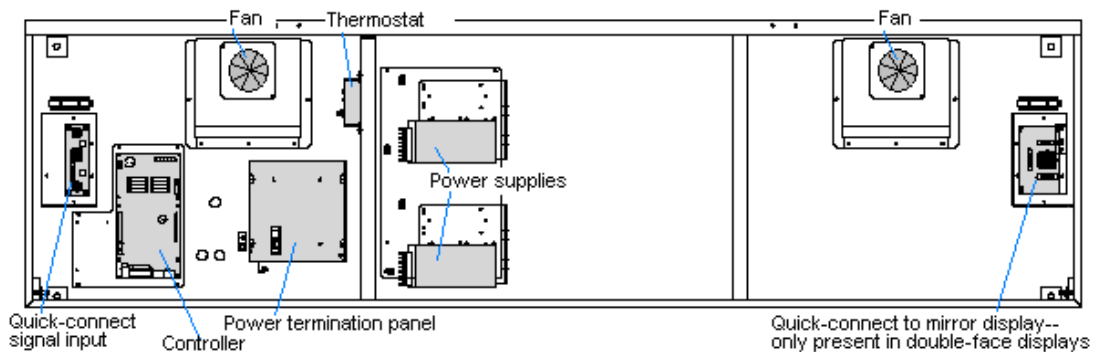 Fan
Thermostat
Fan
Power supplies
Quick-connect
signal input
Controller
Power termination panel
Quick-connect to mirror display--
only present in double-face displays